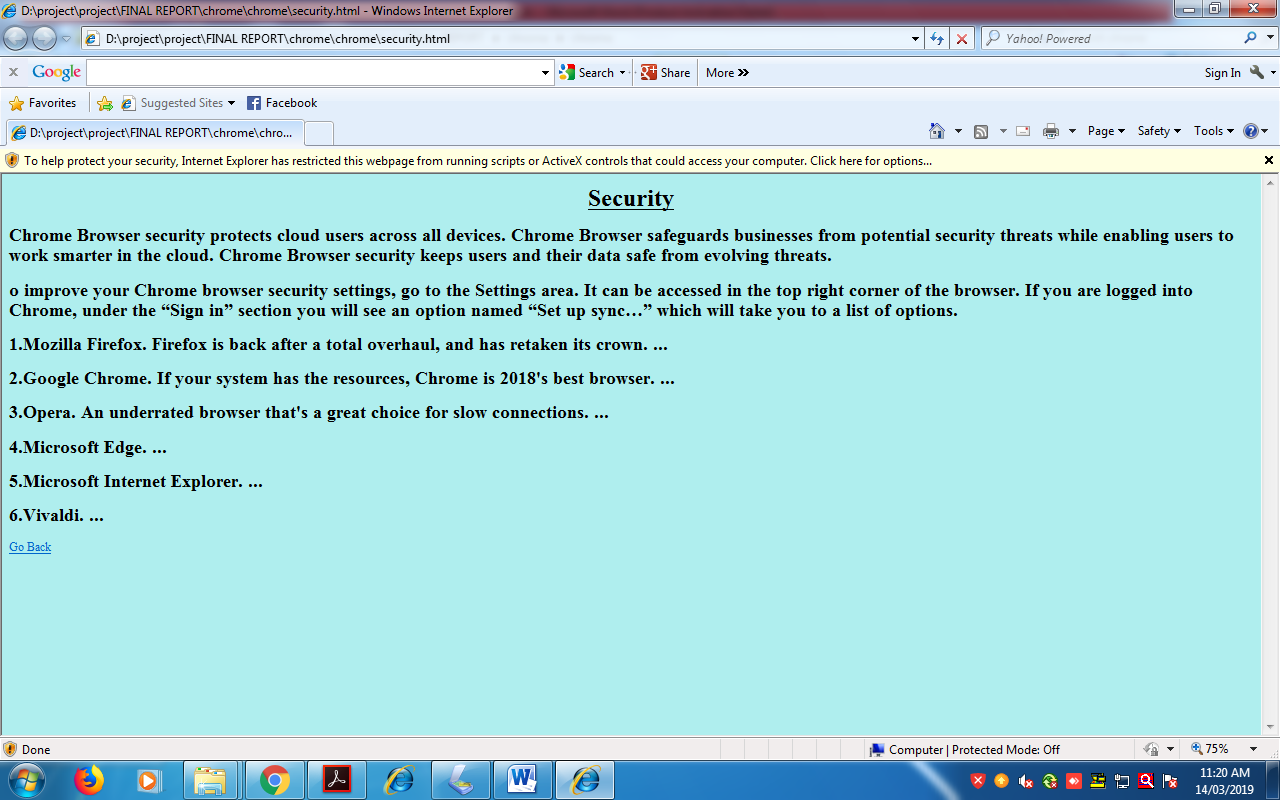 D:\project\project\FINAL REPORT\chrome\chrome\security.html - Windows Internet Explorer
D:\project\project\FINAL REPORT\chrome\chrome\security.html
Yahoo! Powered
x Google Search Share More » Sign In
Favorites Suggested Sites Facebook
D:\project\project\FINAL REPORT\chrome\chro... Page Safety Tools
To help protect your security, Internet Explorer has restricted this webpage from running scripts or ActiveX controls that could access your computer. Click here for options...
Security
Chrome Browser security protects cloud users across all devices. Chrome Browser safeguards businesses from potential security threats while enabling users to
work smarter in the cloud. Chrome Browser security keeps users and their data safe from evolving threats.
o improve your Chrome browser security settings, go to the Settings area. It can be accessed in the top right corner of the browser. If you are logged into
Chrome, under the “Sign in” section you will see an option named “Set up sync…” which will take you to a list of options.
1.Mozilla Firefox. Firefox is back after a total overhaul, and has retaken its crown. ...
2.Google Chrome. If your system has the resources, Chrome is 2018's best browser. ...
3.Opera. An underrated browser that's a great choice for slow connections. ...
4.Microsoft Edge. ...
5.Microsoft Internet Explorer. ...
6.Vivaldi. ...
Go Back
Done Computer | Protected Mode: Off 75%
11:20 AM
14/03/2019